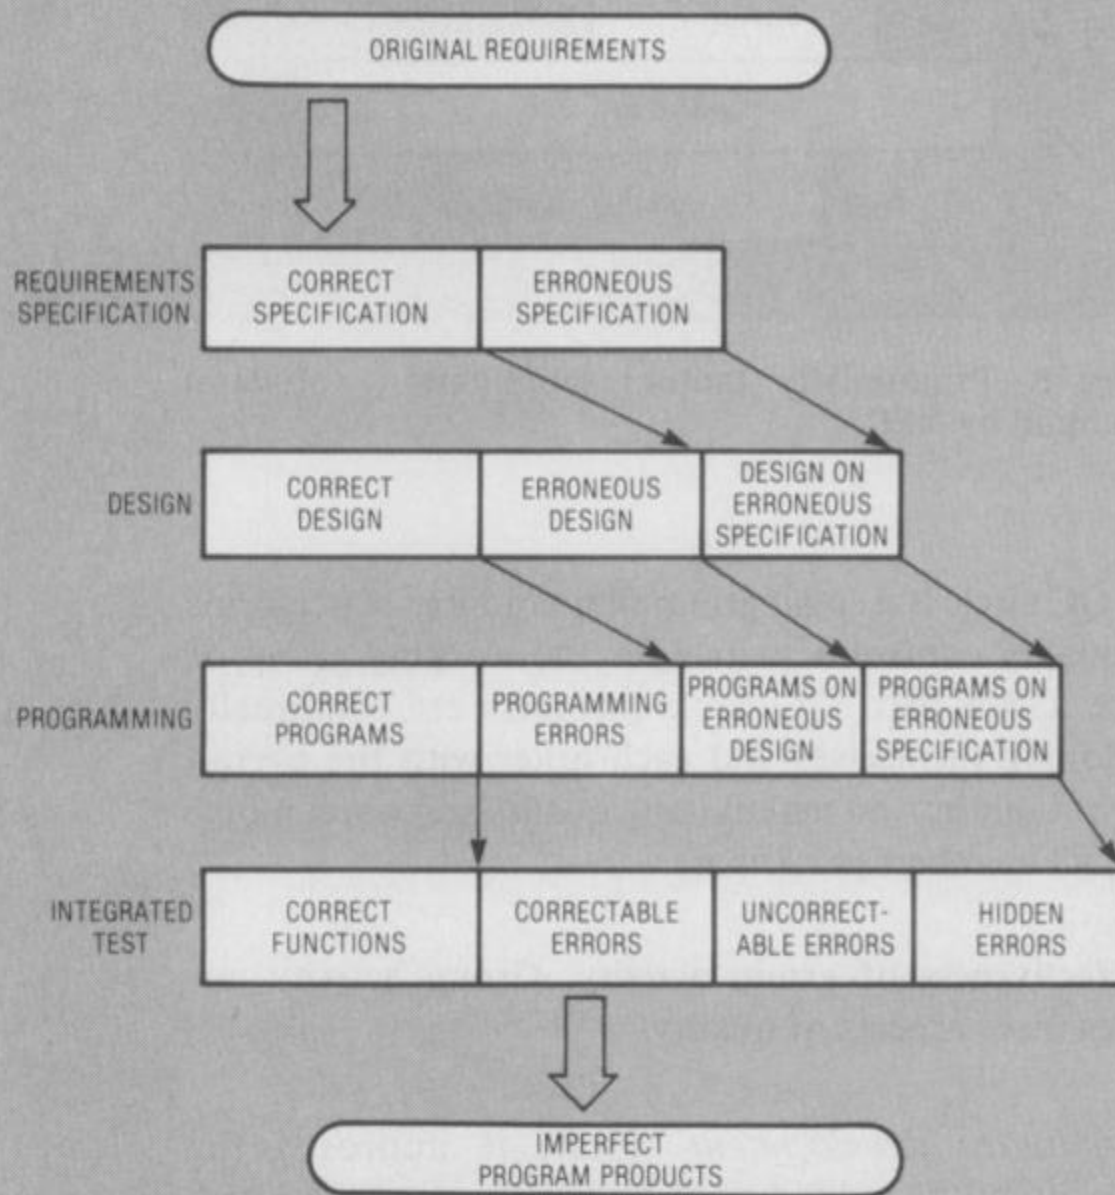 ORIGINAL REQUIREMENTS
REQUIREMENTS
SPECIFICATION
CORRECT
SPECIFICATION
ERRONEOUS
SPECIFICATION
DESIGN
CORRECT
DESIGN
ERRONEOUS
DESIGN
DESIGN ON
ERRONEOUS
SPECIFICATION
PROGRAMMING
CORRECT
PROGRAMS
PROGRAMMING
ERRORS
PROGRAMS ON
ERRONEOUS
DESIGN
PROGRAMS ON
ERRONEOUS
SPECIFICATION
INTEGRATED
TEST
CORRECT
FUNCTIONS
CORRECTABLE
ERRORS
UNCORRECT-
ABLE ERRORS
HIDDEN
ERRORS
IMPERFECT
PROGRAM PRODUCTS